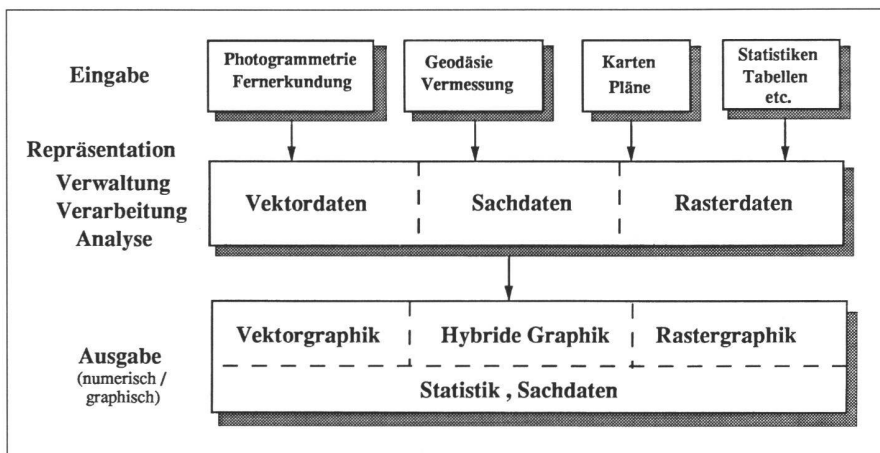 Eingabe
Photogrammetrie
Fernerkundung
Geodäsie
Vermessung
Karten
Pläne
Statistiken
Tabellen
etc.
Repräsentation
Verwaltung
Verarbeitung
Analyse
Vektordaten
Sachdaten
Rasterdaten
Ausgabe
(numerisch /
graphisch)
Vektorgraphik
Hybride Graphik
Rastergraphik
Statistik , Sachdaten